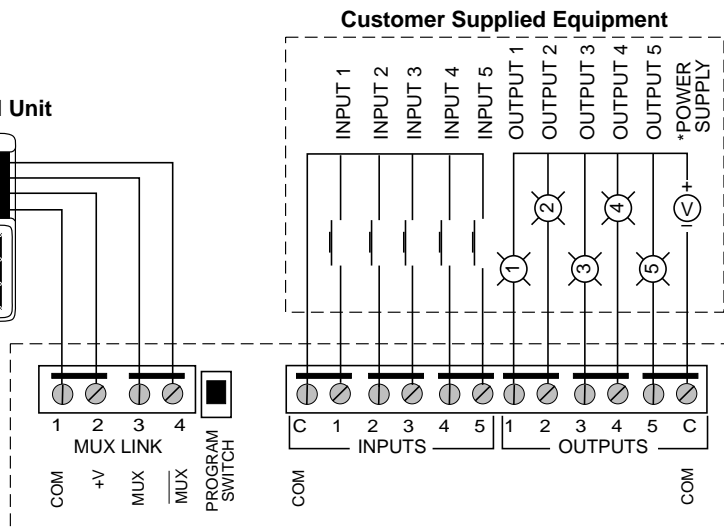 Customer Supplied Equipment
Unit
INPUT 1
INPUT 2
INPUT 3
INPUT 4
INPUT 5
OUTPUT 1
OUTPUT 2
OUTPUT 3
OUTPUT 4
OUTPUT 5
*POWER
SUPPLY
2
4
V
+
1
3
5
1 2 3 4
MUX LINK
COM
+V
MUX
MUX
PROGRAM
SWITCH
C 1 2 3 4 5
INPUTS
COM
1 2 3 4 5 C
OUTPUTS
COM